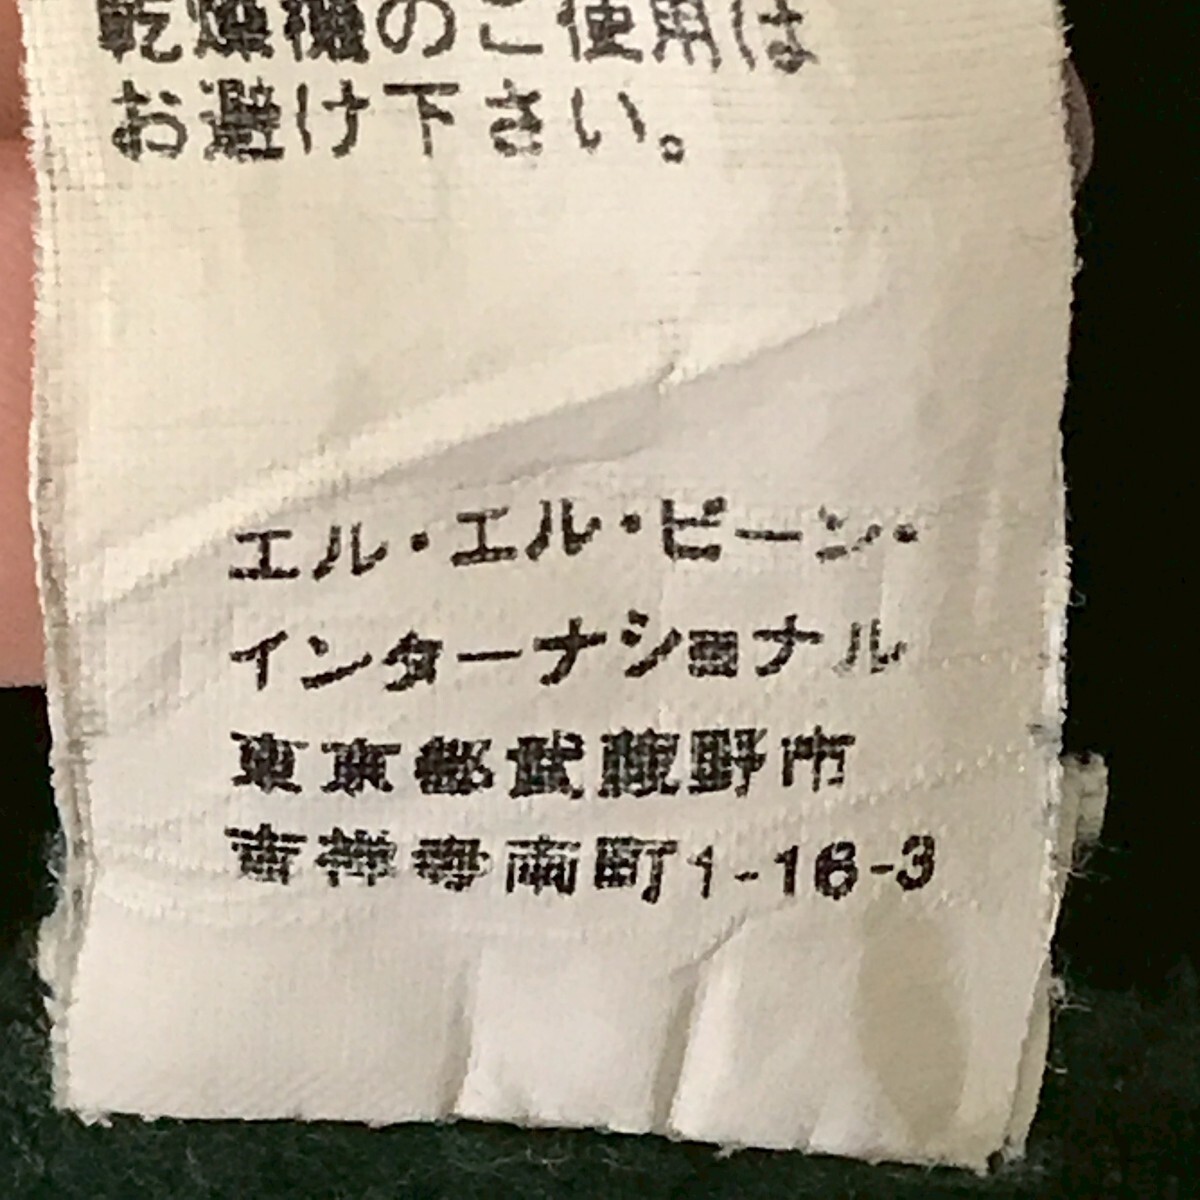 乾燥機のご使用は
お避け下さい。
エル・エル・ビーン・
インターナショナル
東京都武蔵野市
吉祥寺南町1-16-3